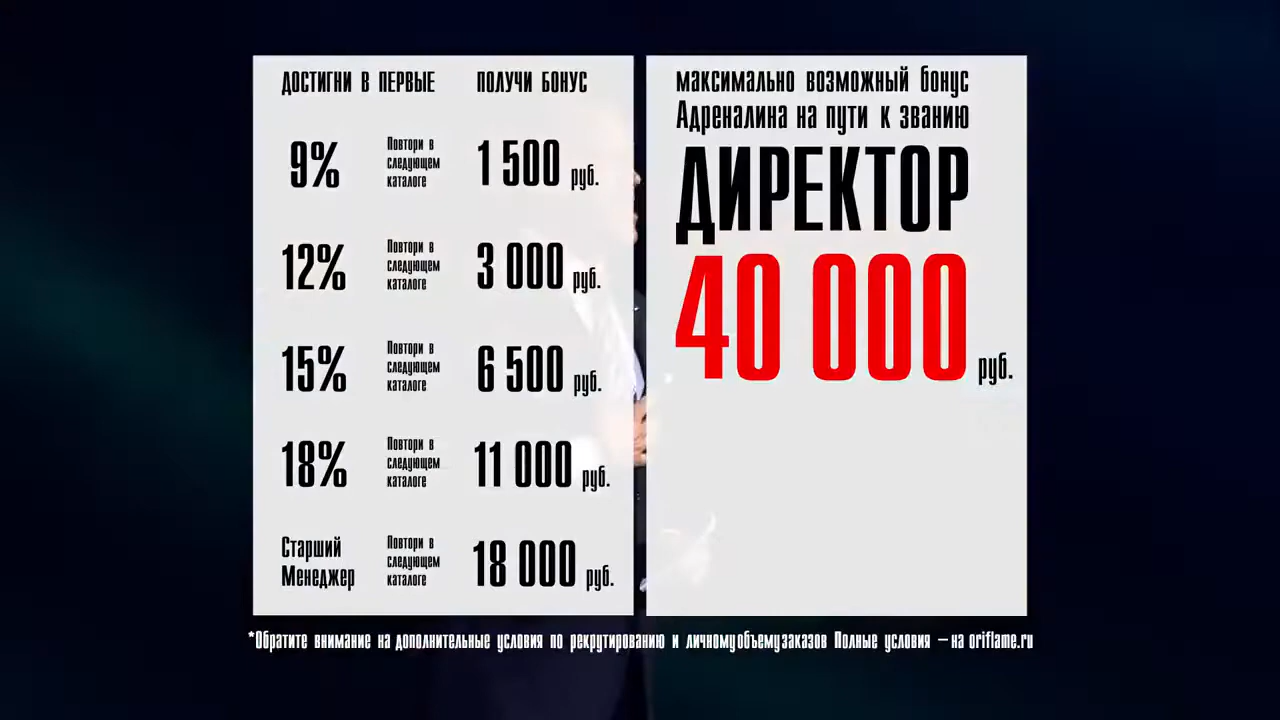 ДОСТИГНИ В ПЕРВЫЕ ПОЛУЧИ БОНУС
9% Повтори в следующем каталоге 1 500 руб.
12% Повтори в следующем каталоге 3 000 руб.
15% Повтори в следующем каталоге 6 500 руб.
18% Повтори в следующем каталоге 11 000 руб.
Старший Менеджер Повтори в следующем каталоге 18 000 руб.
максимально возможный бонус
Адреналина на пути к званию
ДИРЕКТОР
40 000 руб.
*Обратите внимание на дополнительные условия по рекрутированию и личному объему заказов Полные условия – на oriflame.ru